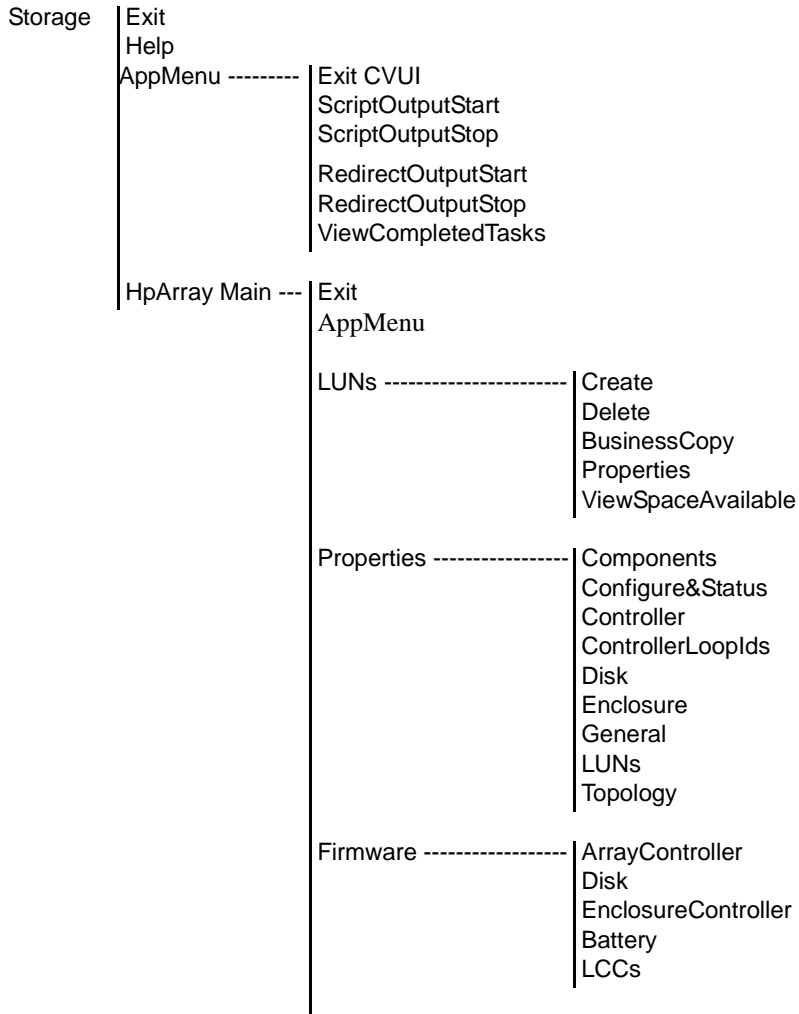 Storage Exit
Help
AppMenu --------- Exit CVUI
ScriptOutputStart
ScriptOutputStop
RedirectOutputStart
RedirectOutputStop
ViewCompletedTasks
HpArray Main --- Exit
AppMenu
LUNs ----------------------- Create
Delete
BusinessCopy
Properties
ViewSpaceAvailable
Properties ----------------- Components
Configure&Status
Controller
ControllerLoopIds
Disk
Enclosure
General
LUNs
Topology
Firmware ------------------ ArrayController
Disk
EnclosureController
Battery
LCCs